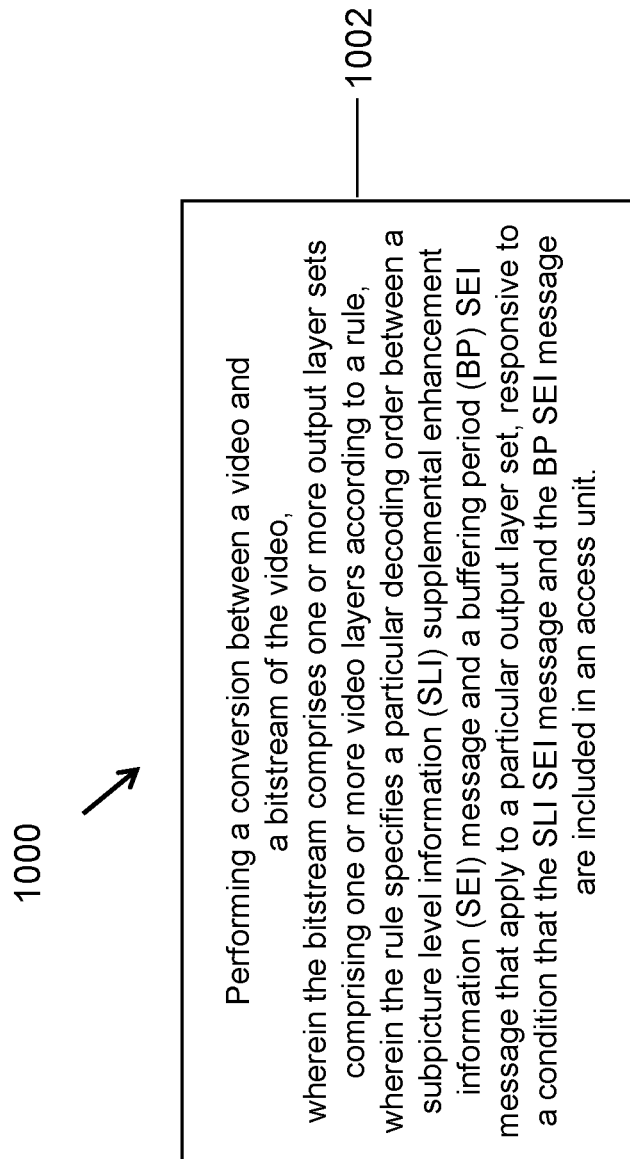 1000
Performing a conversion between a video and
a bitstream of the video,
wherein the bitstream comprises one or more output layer sets
comprising one or more video layers according to a rule,
wherein the rule specifies a particular decoding order between a
subpicture level information (SLI) supplemental enhancement
information (SEI) message and a buffering period (BP) SEI
message that apply to a particular output layer set, responsive to
a condition that the SLI SEI message and the BP SEI message
are included in an access unit.
1002